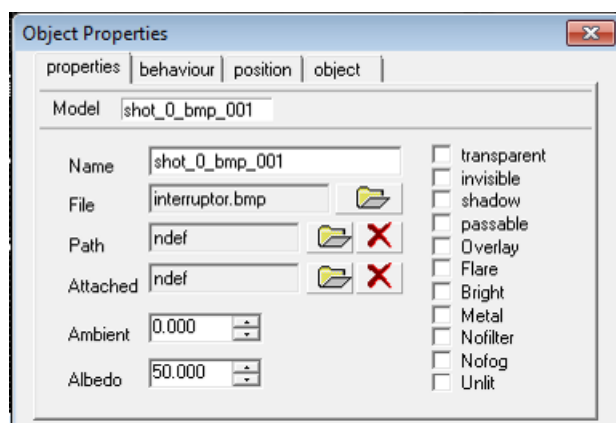 Object Properties
properties behaviour position object
Model shot_0_bmp_001
Name shot_0_bmp_001
File interruptor.bmp
Path ndef
Attached ndef
Ambient 0.000
Albedo 50.000
transparent
invisible
shadow
passable
Overlay
Flare
Bright
Metal
Nofilter
Nofog
Unlit